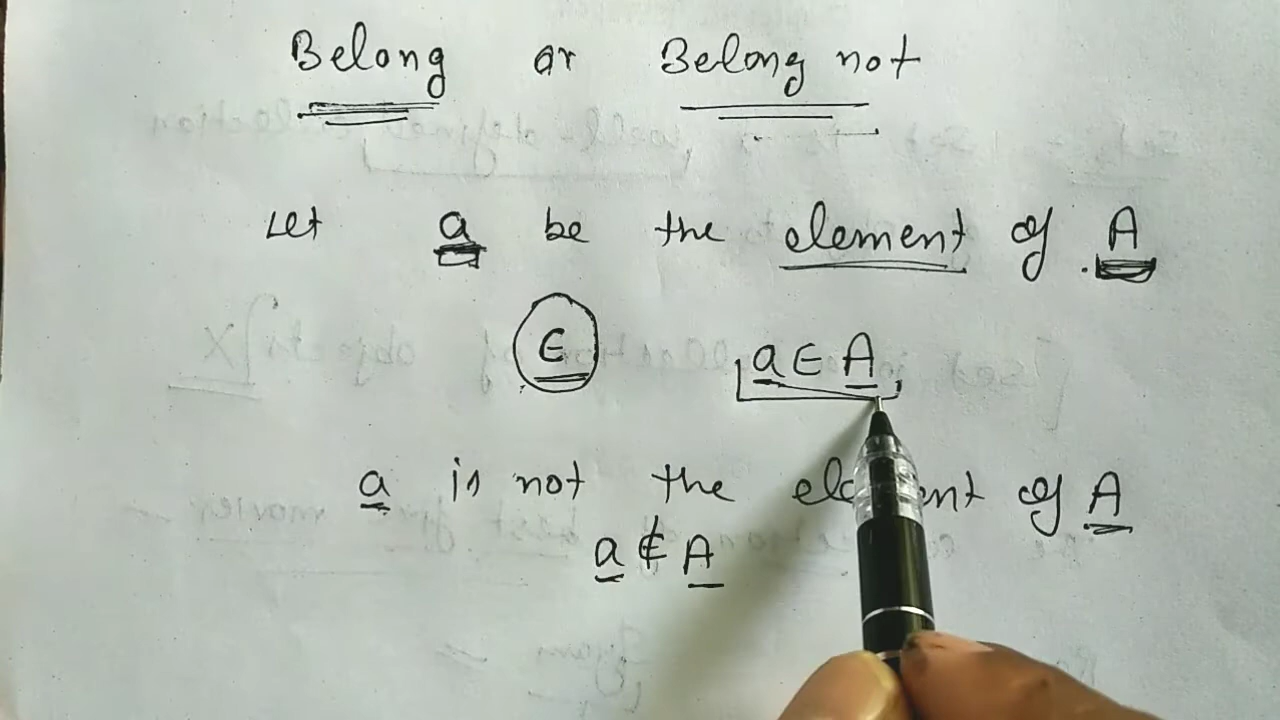 Belong or Belong not
Let a be the element of A
∈ a ∈ A
a is not the element of A
a ∉ A